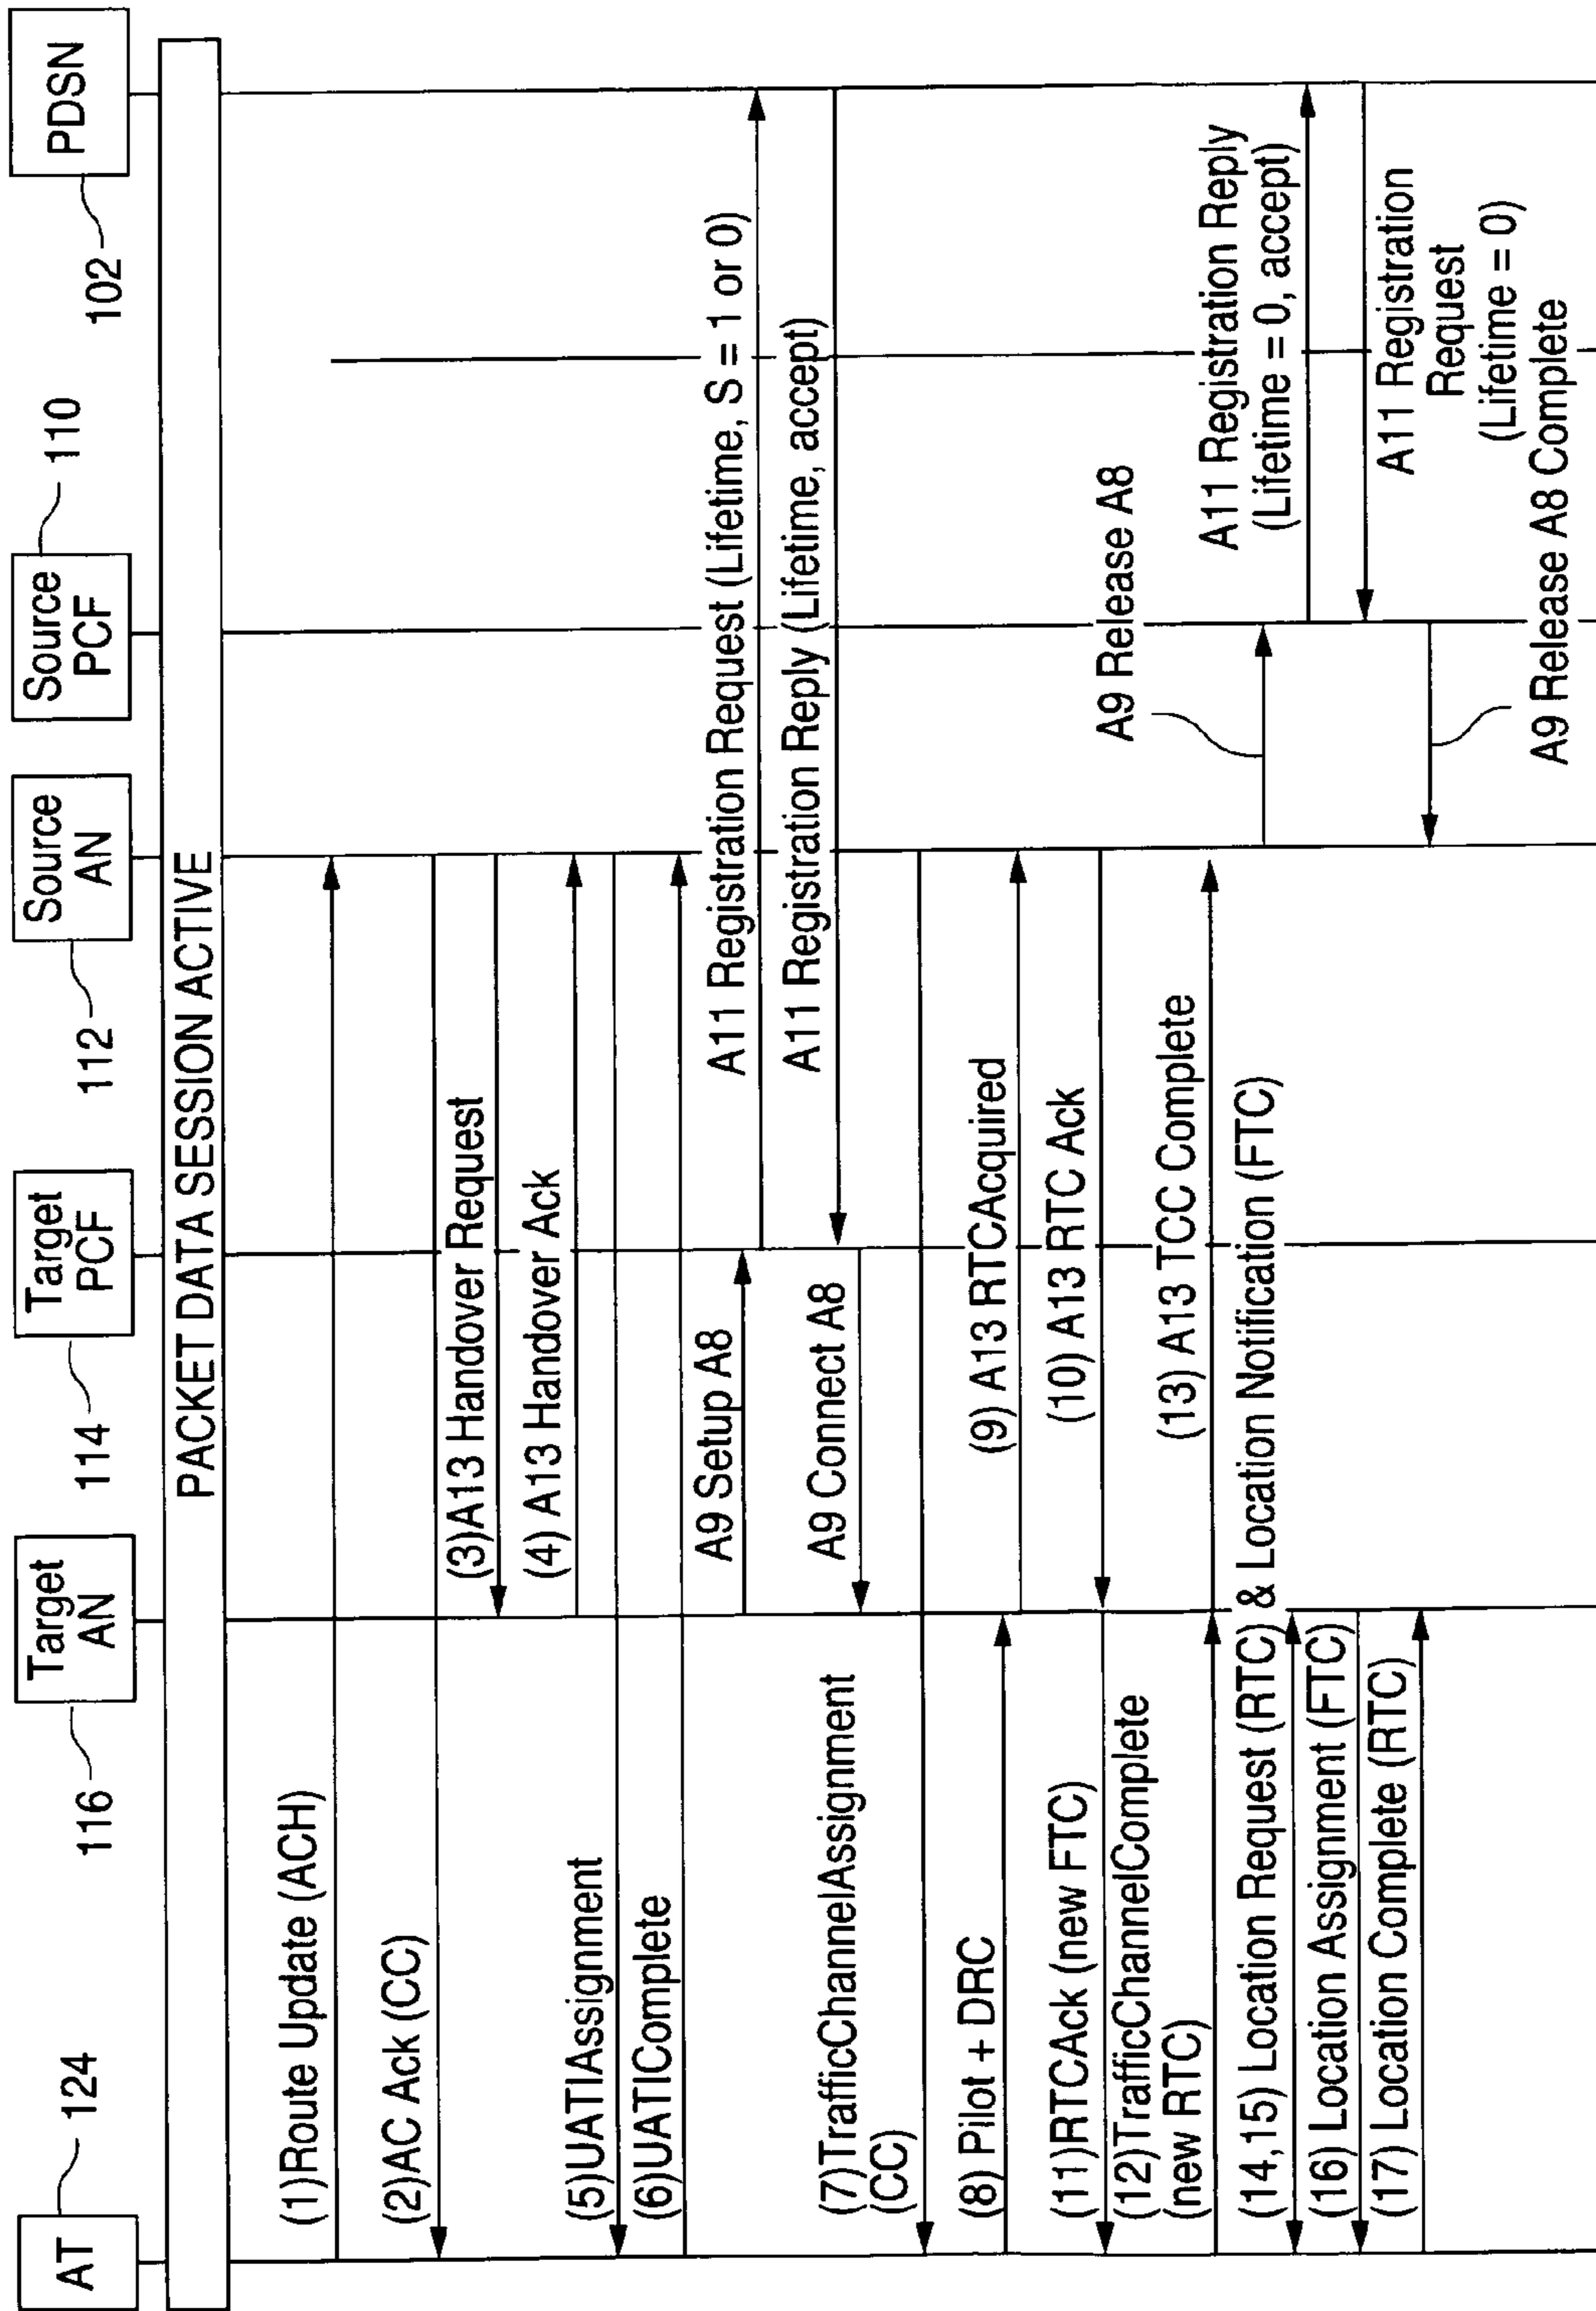 AT
124
Target
AN
116
Target
PCF
114
Source
AN
112
Source
PCF
110
PDSN
102
PACKET DATA SESSION ACTIVE
(1)Route Update (ACH)
(2)AC Ack (CC)
(3)A13 Handover Request
(4) A13 Handover Ack
(5)UATIAssignment
(6)UATIComplete
A9 Setup A8
A11 Registration Request (Lifetime, S = 1 or 0)
A11 Registration Reply (Lifetime, accept)
A9 Connect A8
(7)TrafficChannelAssignment
(CC)
(8) Pilot + DRC
(9) A13 RTCAcquired
(10) A13 RTC Ack
(11)RTCAck (new FTC)
(12)TrafficChannelComplete
(new RTC)
(13) A13 TCC Complete
(14,15) Location Request (RTC) & Location Notification (FTC)
(16) Location Assignment (FTC)
(17) Location Complete (RTC)
A9 Release A8
A11 Registration Reply
(Lifetime = 0, accept)
A11 Registration
Request
(Lifetime = 0)
A9 Release A8 Complete